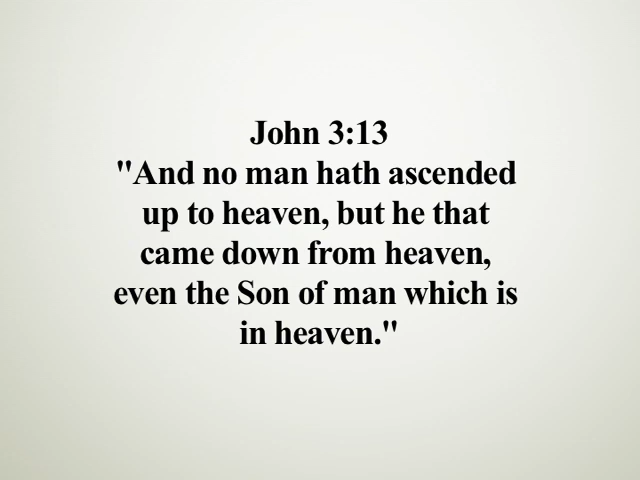 John 3:13
"And no man hath ascended
up to heaven, but he that
came down from heaven,
even the Son of man which is
in heaven."